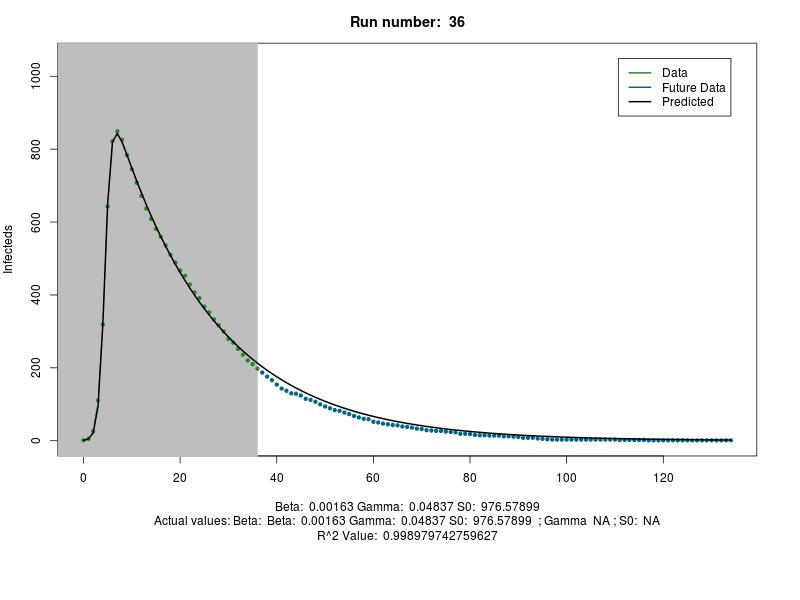 Run number: 36
1000
800
600
400
200
0
Infecteds
Data
Future Data
Predicted
0 20 40 60 80 100 120
Beta: 0.00163 Gamma: 0.04837 S0: 976.57899
Actual values: Beta: Beta: 0.00163 Gamma: 0.04837 S0: 976.57899 ; Gamma NA ; S0: NA
R^2 Value: 0.998979742759627